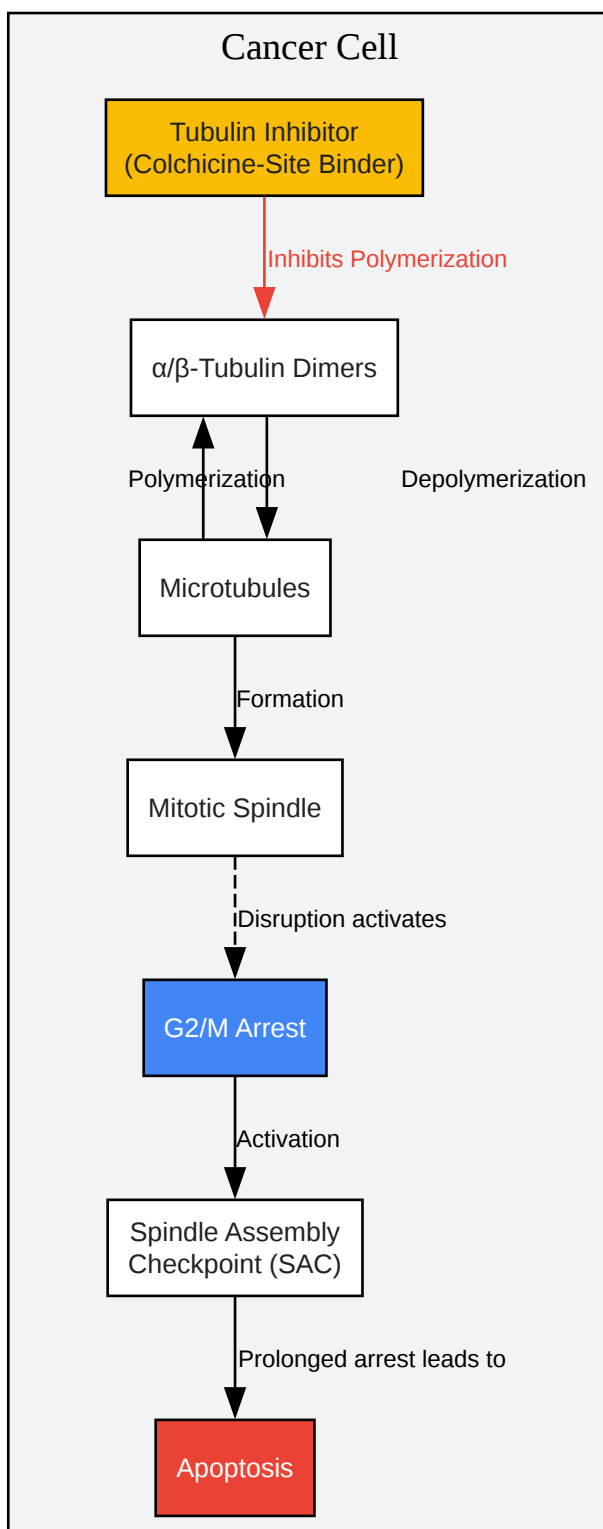 Cancer Cell
Tubulin Inhibitor
(Colchicine-Site Binder)
Inhibits Polymerization
α/β-Tubulin Dimers
Polymerization
Depolymerization
Microtubules
Formation
Mitotic Spindle
Disruption activates
G2/M Arrest
Activation
Spindle Assembly
Checkpoint (SAC)
Prolonged arrest leads to
Apoptosis